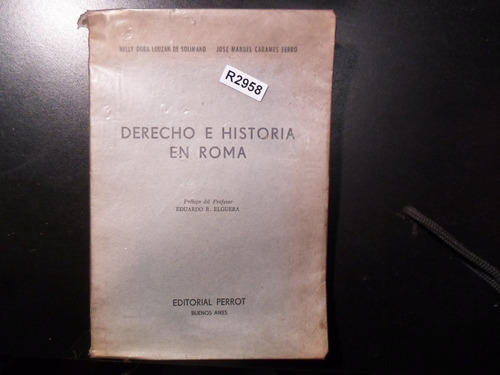 NELLY DORA LOUZAN DE SOLIMANO JOSE MANUEL CARAMES FERRO
R2958
DERECHO E HISTORIA
EN ROMA
Prólogo del Profesor
EDUARDO R. ELGUERA
EDITORIAL PERROT
BUENOS AIRES